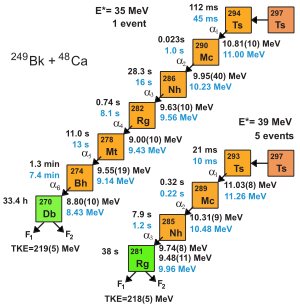 E*= 35 MeV
1 event
112 ms
45 ms
294
Ts
297
Ts
α₁
0.023s
1.0 s
290
Mc
10.81(10) MeV
11.00 MeV
²⁴⁹Bk + ⁴⁸Ca
α₂
28.3 s
16 s
286
Nh
9.95(40) MeV
10.23 MeV
α₃
0.74 s
8.1 s
282
Rg
9.63(10) MeV
9.56 MeV
α₄
11.0 s
13 s
278
Mt
9.00(10) MeV
9.43 MeV
E*= 39 MeV
5 events
α₅
1.3 min
7.4 min
274
Bh
9.55(19) MeV
9.14 MeV
21 ms
10 ms
293
Ts
297
Ts
α₆
33.4 h
270
Db
8.80(10) MeV
8.43 MeV
α₁
0.32 s
0.22 s
289
Mc
11.03(8) MeV
11.26 MeV
F₁
F₂
TKE=219(5) MeV
α₂
7.9 s
1.2 s
285
Nh
10.31(9) MeV
10.48 MeV
α₃
38 s
281
Rg
9.74(8) MeV
9.48(11) MeV
9.96 MeV
F₁
F₂
TKE=218(5) MeV